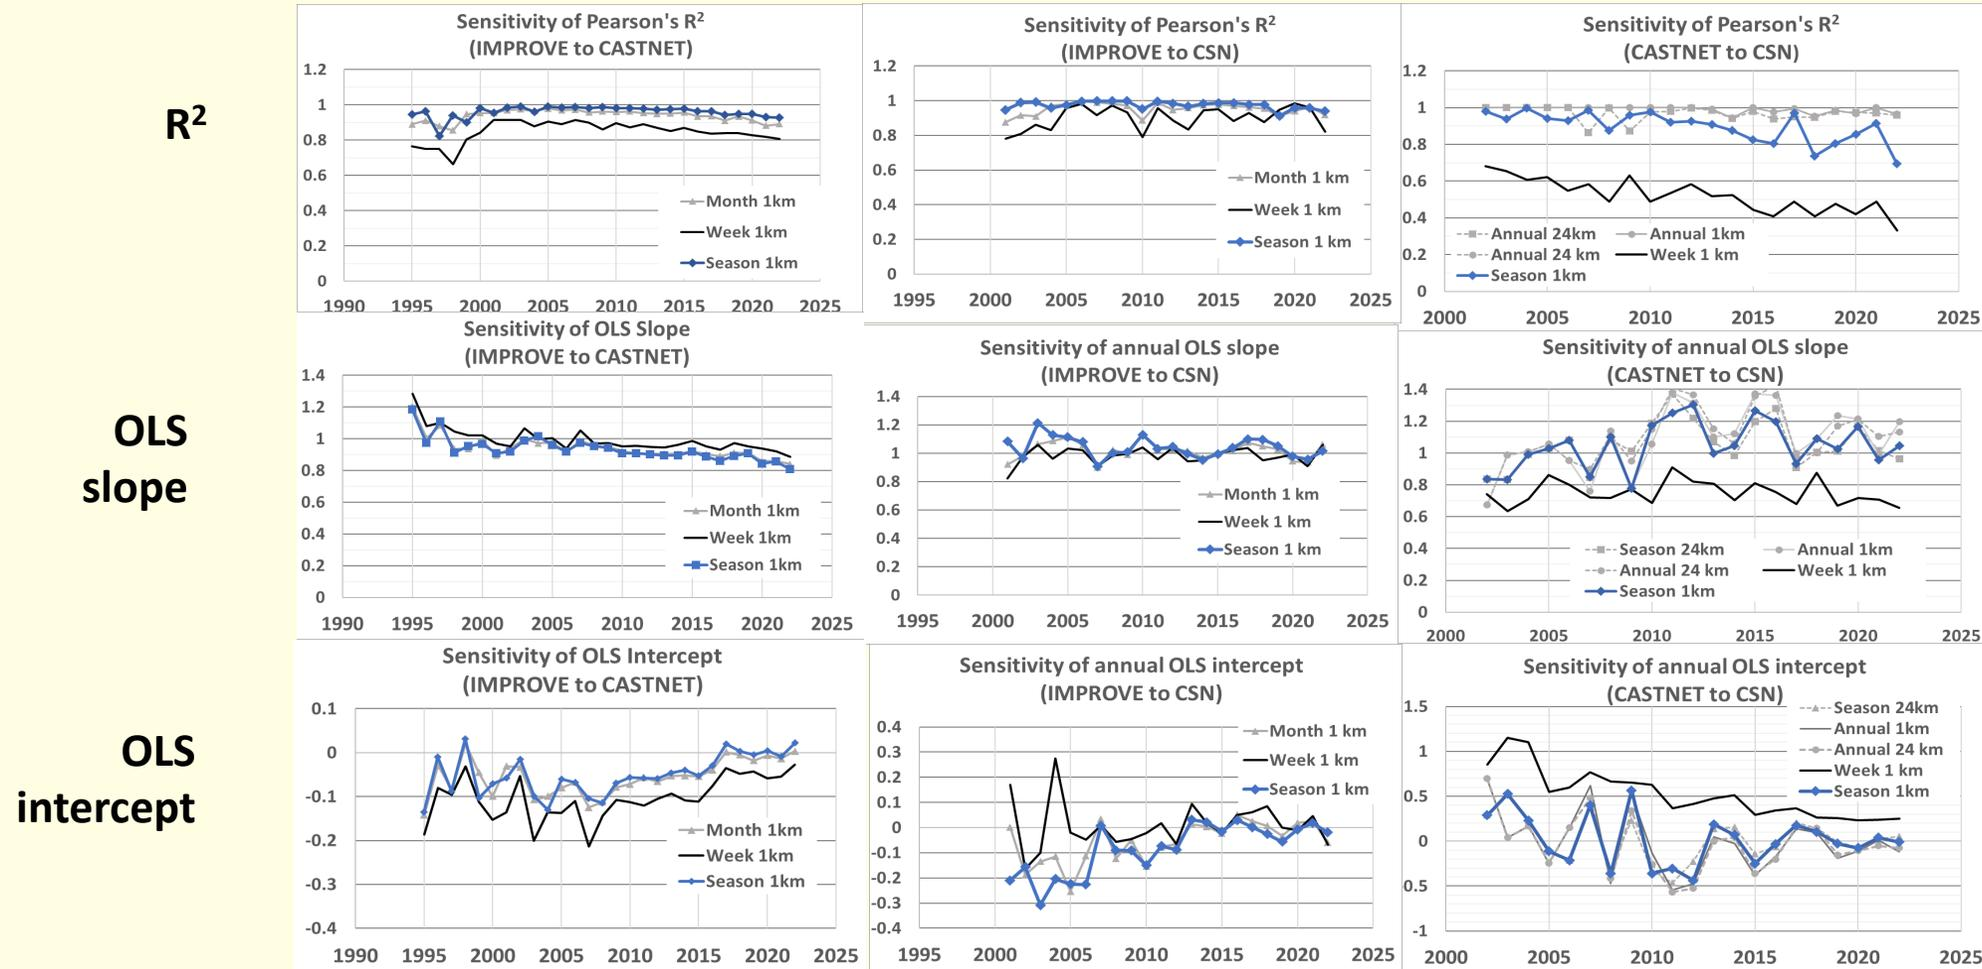 R²
OLS
slope
OLS
intercept
Sensitivity of Pearson's R²
(IMPROVE to CASTNET)
1.2
1
0.8
0.6
0.4
0.2
0
Month 1km
Week 1km
Season 1km
1990 1995 2000 2005 2010 2015 2020 2025
Sensitivity of Pearson's R²
(IMPROVE to CSN)
1.2
1
0.8
0.6
0.4
0.2
0
Month 1 km
Week 1 km
Season 1 km
1995 2000 2005 2010 2015 2020 2025
Sensitivity of Pearson's R²
(CASTNET to CSN)
1.2
1
0.8
0.6
0.4
0.2
0
Annual 24km Annual 1km
Annual 24 km Week 1 km
Season 1km
2000 2005 2010 2015 2020 2025
Sensitivity of OLS Slope
(IMPROVE to CASTNET)
1.4
1.2
1
0.8
0.6
0.4
0.2
0
Month 1km
Week 1km
Season 1km
1990 1995 2000 2005 2010 2015 2020 2025
Sensitivity of annual OLS slope
(IMPROVE to CSN)
1.4
1.2
1
0.8
0.6
0.4
0.2
0
Month 1 km
Week 1 km
Season 1 km
1995 2000 2005 2010 2015 2020 2025
Sensitivity of annual OLS slope
(CASTNET to CSN)
1.4
1.2
1
0.8
0.6
0.4
0.2
0
Season 24km Annual 1km
Annual 24 km Week 1 km
Season 1km
2000 2005 2010 2015 2020 2025
Sensitivity of OLS Intercept
(IMPROVE to CASTNET)
0.1
0
-0.1
-0.2
-0.3
-0.4
Month 1km
Week 1km
Season 1km
1990 1995 2000 2005 2010 2015 2020 2025
Sensitivity of annual OLS intercept
(IMPROVE to CSN)
0.4
0.3
0.2
0.1
0
-0.1
-0.2
-0.3
-0.4
Month 1 km
Week 1 km
Season 1 km
1995 2000 2005 2010 2015 2020 2025
Sensitivity of annual OLS intercept
(CASTNET to CSN)
1.5
1
0.5
0
0.5
-1
Season 24km
Annual 1km
Annual 24 km
Week 1 km
Season 1km
2000 2005 2010 2015 2020 2025